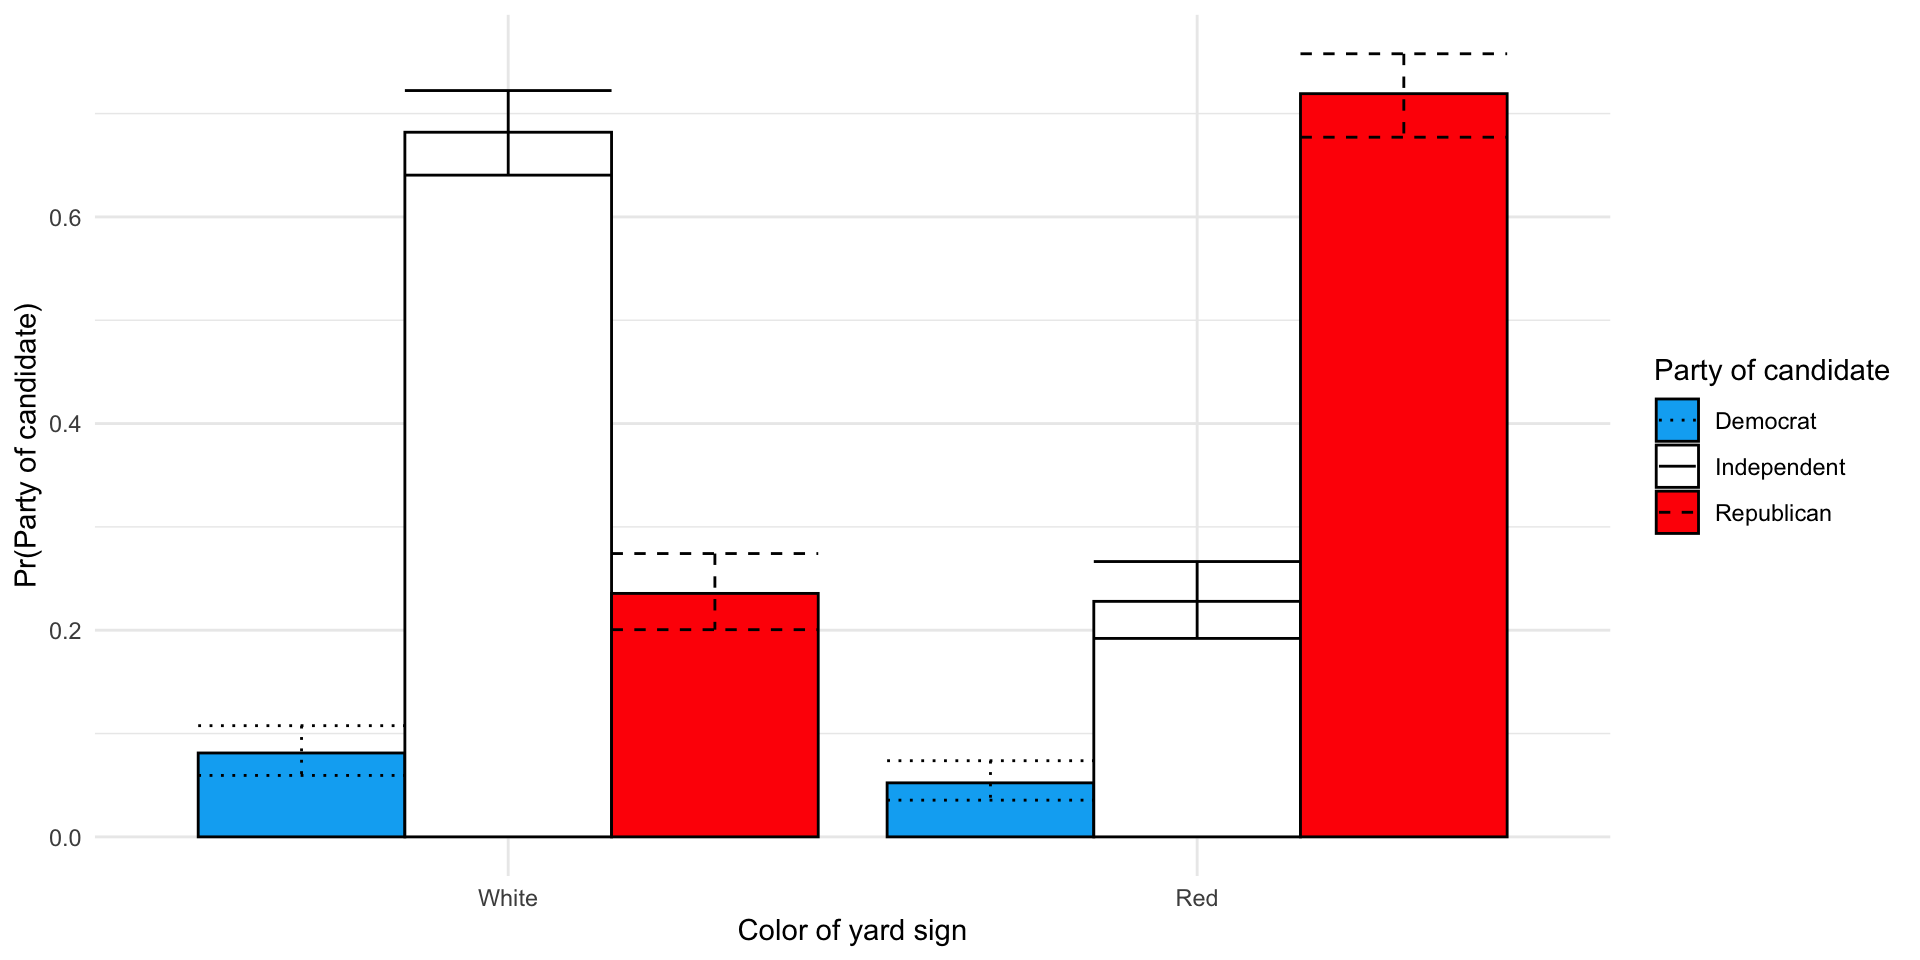 Pr(Party of candidate)
0.6
0.4
0.2
0.0
White
Red
Color of yard sign
Party of candidate
Democrat
Independent
Republican